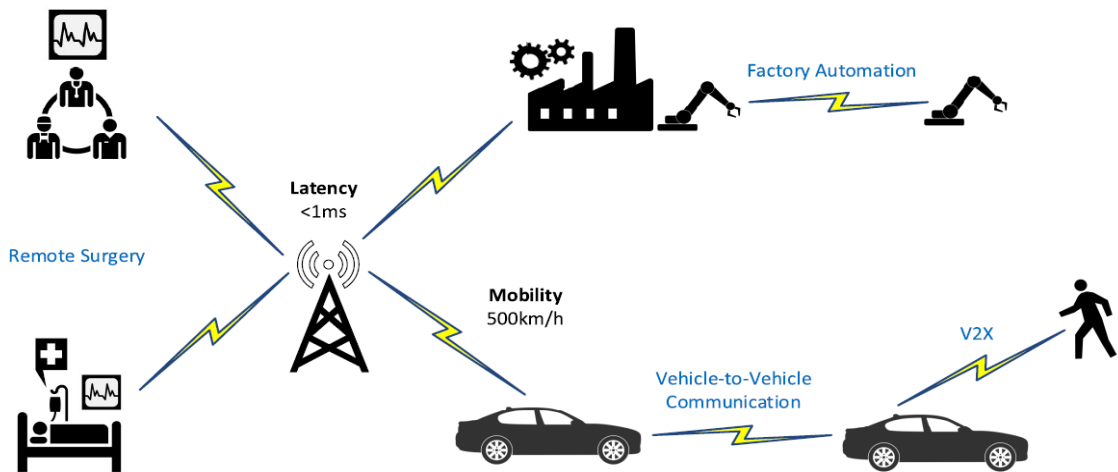 Factory Automation
Latency
<1ms
Remote Surgery
Mobility
500km/h
V2X
Vehicle-to-Vehicle
Communication